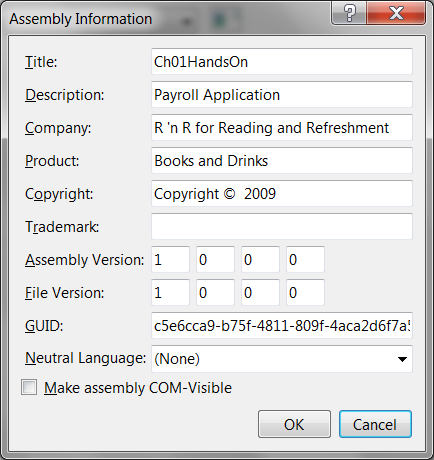 Assembly Information
Title: Ch01HandsOn
Description: Payroll Application
Company: R 'n R for Reading and Refreshment
Product: Books and Drinks
Copyright: Copyright © 2009
Trademark:
Assembly Version: 1 0 0 0
File Version: 1 0 0 0
GUID: c5e6cca9-b75f-4811-809f-4aca2d6f7a5
Neutral Language: (None)
Make assembly COM-Visible
OK Cancel